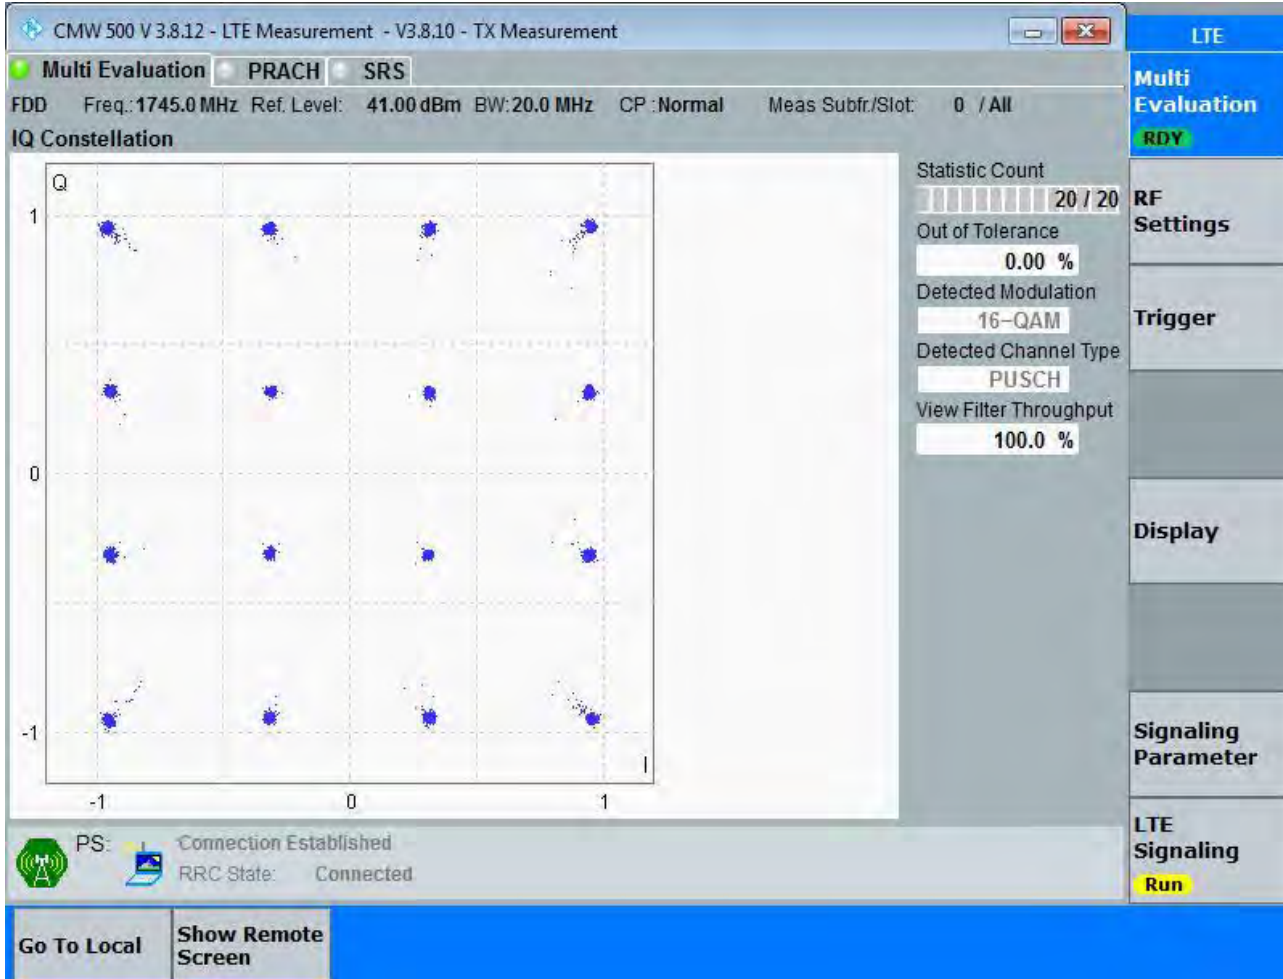 CMW 500 V 3.8.12 - LTE Measurement - V3.8.10 - TX Measurement
LTE
Multi Evaluation PRACH SRS
FDD Freq.:1745.0 MHz Ref. Level: 41.00 dBm BW:20.0 MHz CP :Normal Meas Subfr./Slot: 0 / All
IQ Constellation
Q
1
0
-1
-1 0 1
I
Statistic Count
20 / 20
Out of Tolerance
0.00 %
Detected Modulation
16-QAM
Detected Channel Type
PUSCH
View Filter Throughput
100.0 %
Multi
Evaluation
RDY
RF
Settings
Trigger
Display
Signaling
Parameter
LTE
Signaling
Run
PS: Connection Established
RRC State: Connected
Go To Local
Show Remote
Screen